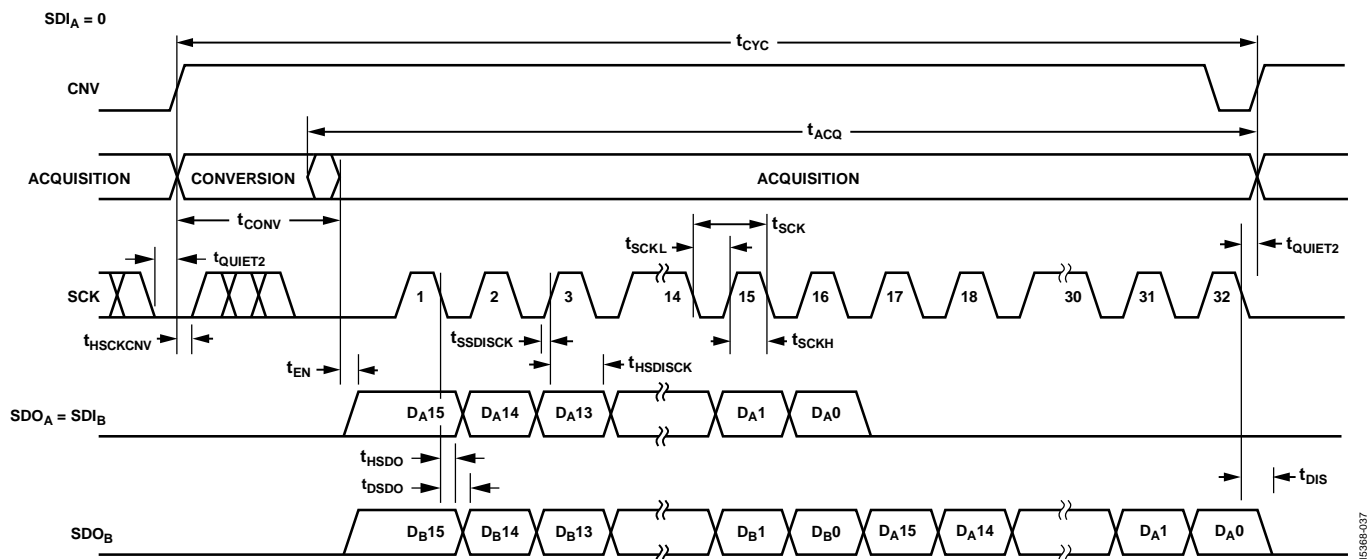 SDIA = 0
tCYC
CNV
tACQ
ACQUISITION CONVERSION ACQUISITION
tCONV
tSCK
tSCKL
tQUIET2 tQUIET2
SCK 1 2 3 14 15 16 17 18 30 31 32
tHSCKCNV tSSDISCK tSCKH
tEN tHSDISCK
SDOA = SDIB DA15 DA14 DA13 DA1 DA0
tHSDO
tDSDO tDIS
SDOB DB15 DB14 DB13 DB1 DB0 DA15 DA14 DA1 DA0